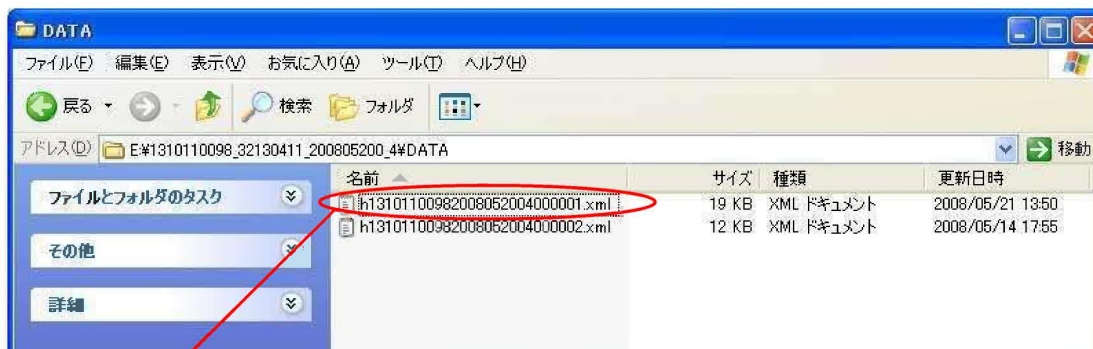 DATA
ファイル(F) 編集(E) 表示(V) お気に入り(A) ツール(T) ヘルプ(H)
戻る 検索 フォルダ
アドレス(D) E:¥1310110098_32130411_200805200_4¥DATA 移動
名前 サイズ 種類 更新日時
ファイルとフォルダのタスク
h13101100982008052004000001.xml 19 KB XML ドキュメント 2008/05/21 13:50
h13101100982008052004000002.xml 12 KB XML ドキュメント 2008/05/14 17:55
その他
詳細